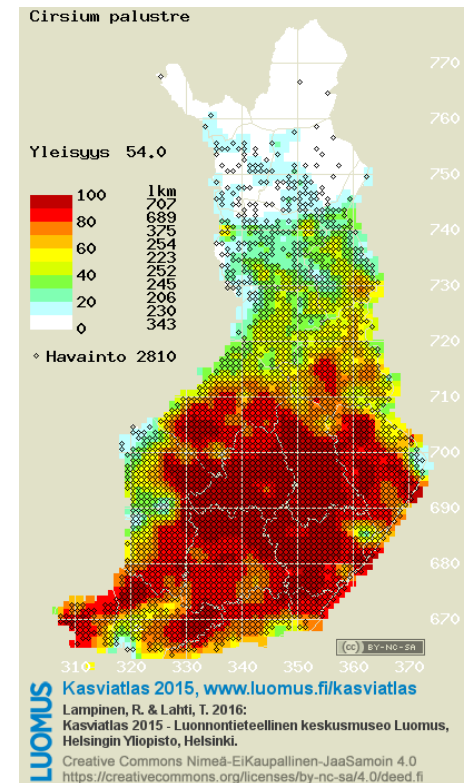 Cirsium palustre
770
760
Yleisyys 54.0
750
lkm
100 707
689
740
80 375
254
60 223
730
252
40 245
206
720
20 230
0 343
◇ Havainto 2810
710
700
690
680
670
(cc) BY-NC-SA
310 320 330 340 350 360 370
LUOMUS
Kasviatlas 2015, www.luomus.fi/kasviatlas
Lampinen, R. & Lahti, T. 2016:
Kasviatlas 2015 - Luonnontieteellinen keskusmuseo Luomus,
Helsingin Yliopisto, Helsinki.
Creative Commons Nimeä-EiKaupallinen-JaaSamoin 4.0
https://creativecommons.org/licenses/by-nc-sa/4.0/deed.fi